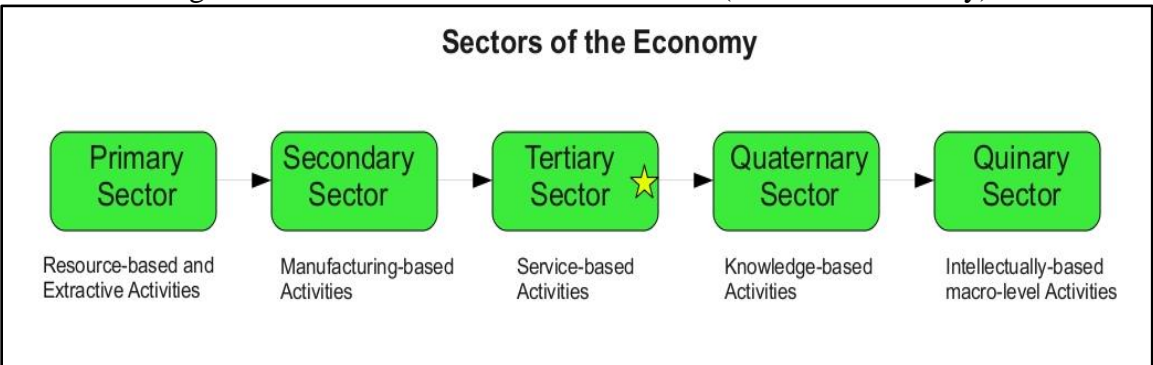 Sectors of the Economy
Primary
Sector
Secondary
Sector
Tertiary
Sector
Quaternary
Sector
Quinary
Sector
Resource-based and
Extractive Activities
Manufacturing-based
Activities
Service-based
Activities
Knowledge-based
Activities
Intellectually-based
macro-level Activities